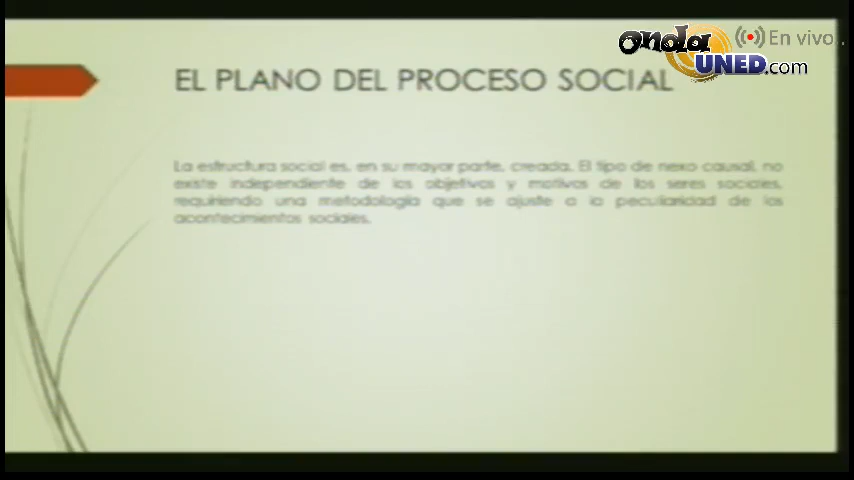 onda
UNED.com
En vivo
EL PLANO DEL PROCESO SOCIAL
La estructura social es, en su mayor parte, creada. El tipo de nexo causal, no
existe independiente de los objetivos y motivos de los seres sociales,
requiriendo una metodología que se ajuste a la peculiaridad de los
acontecimientos sociales.